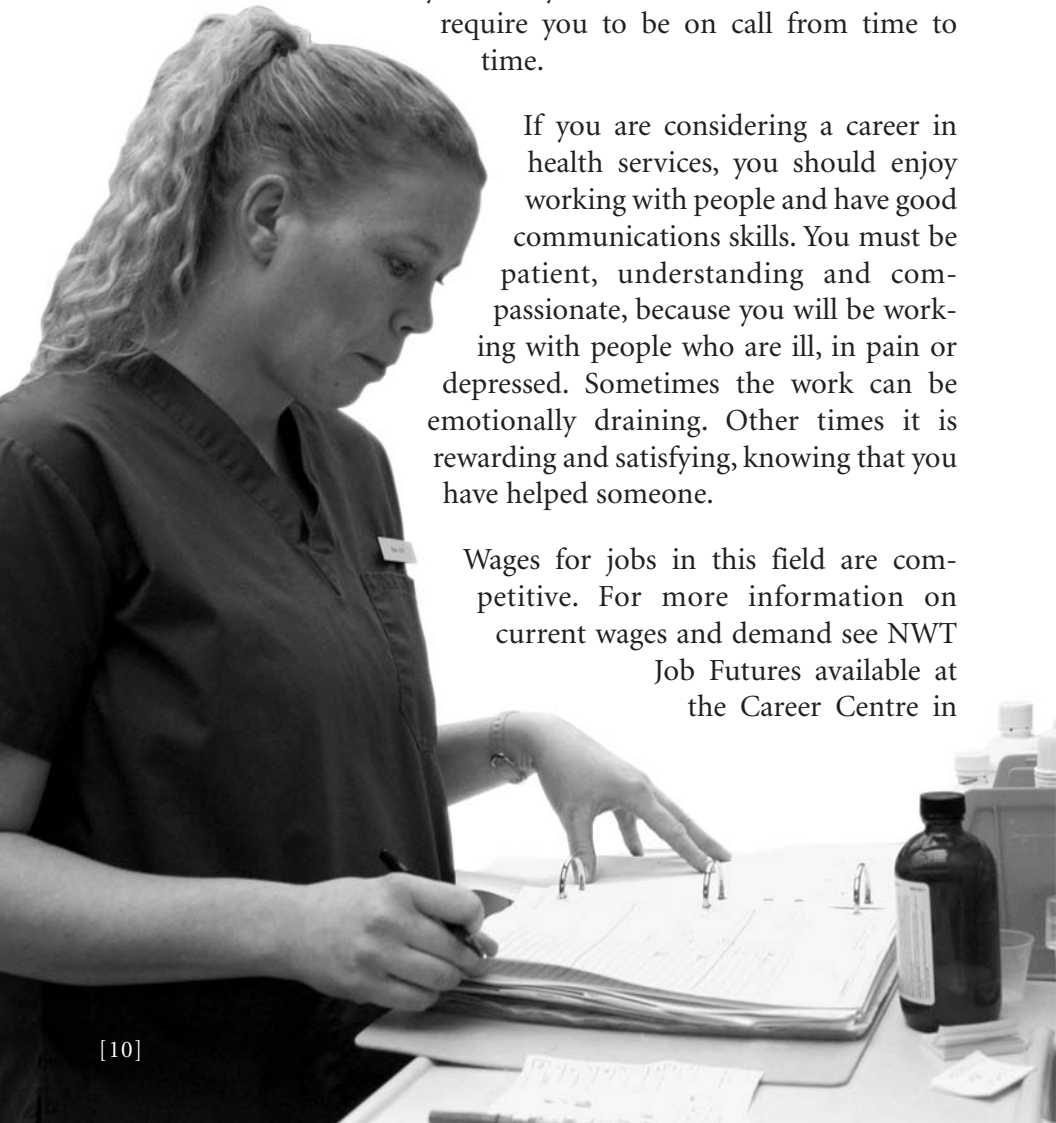 require you to be on call from time to
time.
If you are considering a career in
health services, you should enjoy
working with people and have good
communications skills. You must be
patient, understanding and com-
passionate, because you will be work-
ing with people who are ill, in pain or
depressed. Sometimes the work can be
emotionally draining. Other times it is
rewarding and satisfying, knowing that you
have helped someone.
Wages for jobs in this field are com-
petitive. For more information on
current wages and demand see NWT
Job Futures available at
the Career Centre in
[10]